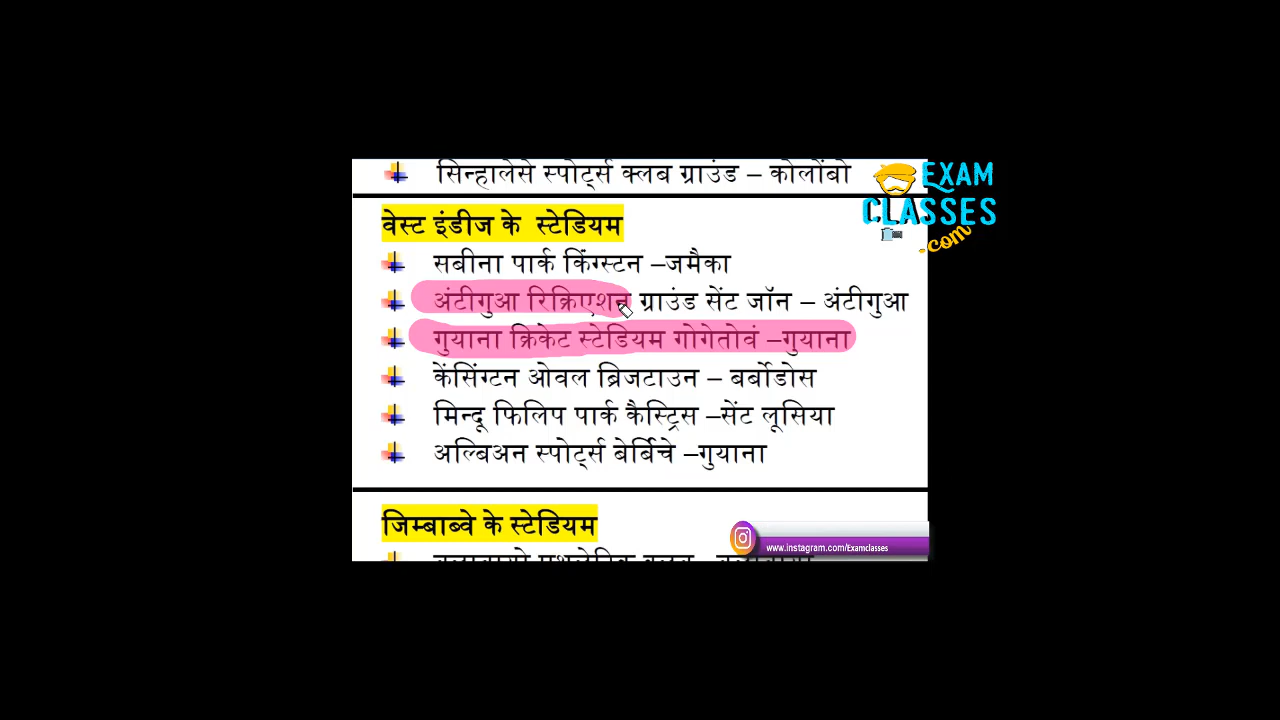 सिन्हालेसे स्पोर्ट्स क्लब ग्राउंड – कोलोंबो
EXAM
CLASSES
.com
वेस्ट इंडीज के स्टेडियम
सबीना पार्क किंग्स्टन –जमैका
अंटीगुआ रिक्रिएशन ग्राउंड सेंट जॉन – अंटीगुआ
गुयाना क्रिकेट स्टेडियम गोगेतोवं –गुयाना
केंसिंग्टन ओवल ब्रिजटाउन – बर्बोडोस
मिन्दू फिलिप पार्क कैस्ट्रिस –सेंट लूसिया
अल्बिअन स्पोर्ट्स बेर्बिचे –गुयाना
जिम्बाब्वे के स्टेडियम
www.instagram.com/Examclasses